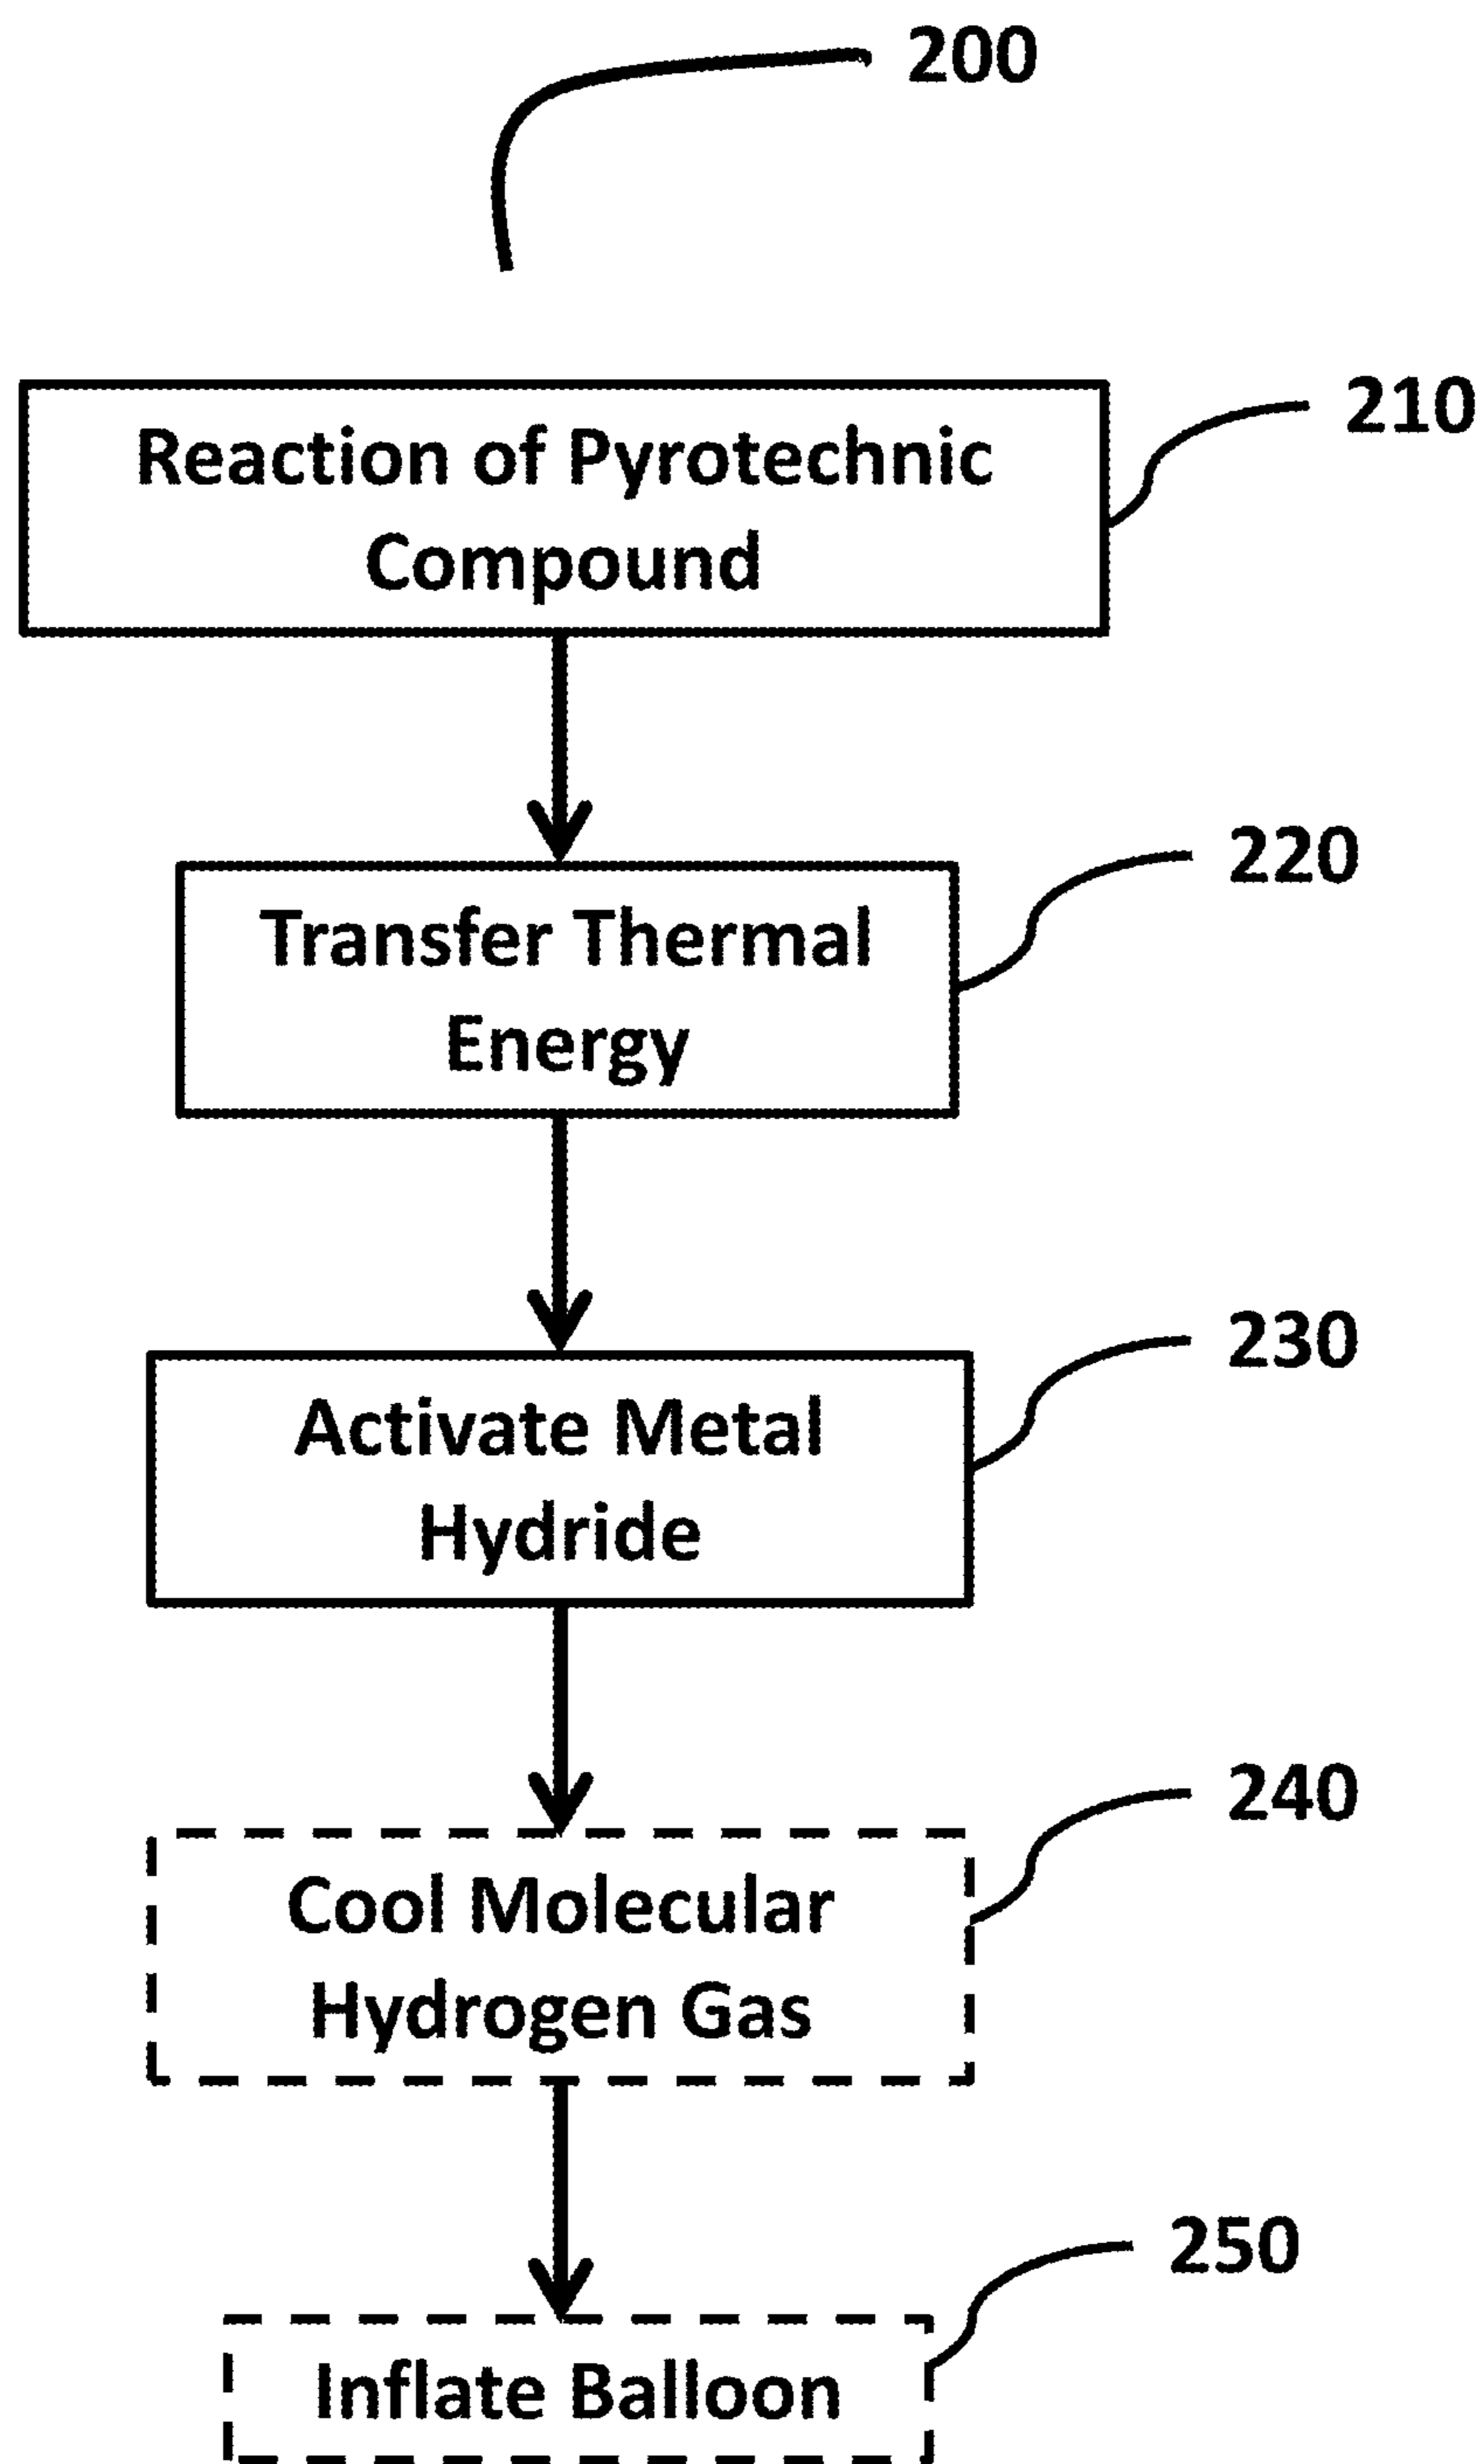 200
210
Reaction of Pyrotechnic
Compound
220
Transfer Thermal
Energy
230
Activate Metal
Hydride
240
Cool Molecular
Hydrogen Gas
250
Inflate Balloon